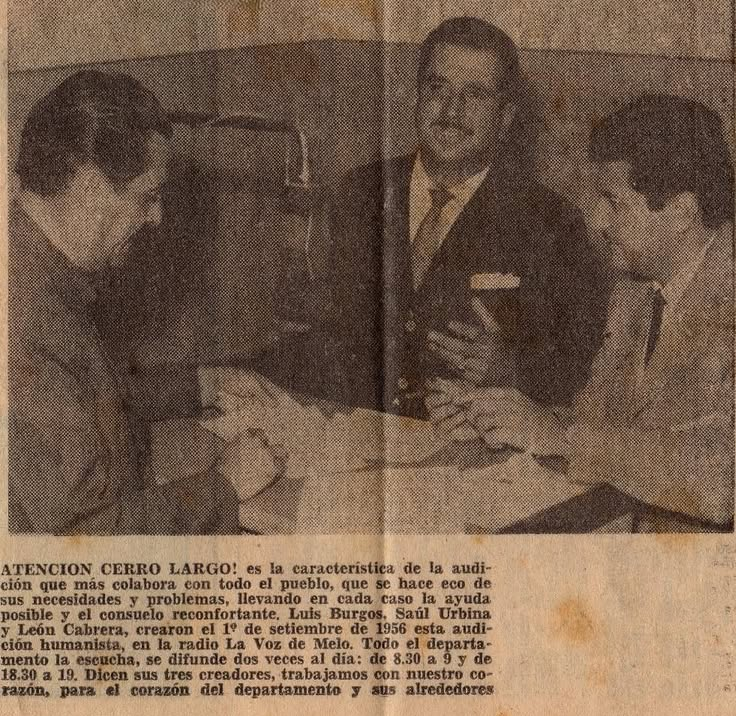 ATENCION CERRO LARGO! es la característica de la audi-
ción que más colabora con todo el pueblo, que se hace eco de
sus necesidades y problemas, llevando en cada caso la ayuda
posible y el consuelo reconfortante. Luis Burgos, Saúl Urbina
y León Cabrera, crearon el 1º de setiembre de 1956 esta audi-
ción humanista, en la radio La Voz de Melo. Todo el departa-
mento la escucha, se difunde dos veces al día: de 8.30 a 9 y de
18.30 a 19. Dicen sus tres creadores, trabajamos con nuestro co-
razón, para el corazón del departamento y sus alrededores